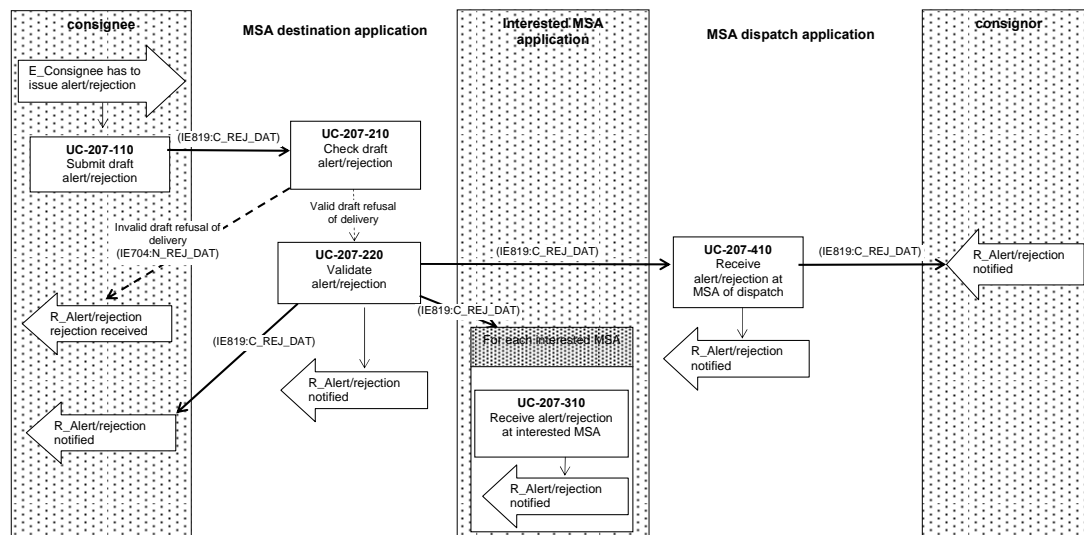 consignee
MSA destination application
Interested MSA
application
MSA dispatch application
consignor
E_Consignee has to
issue alert/rejection
UC-207-110
Submit draft
alert/rejection
(IE819:C_REJ_DAT)
UC-207-210
Check draft
alert/rejection
Invalid draft refusal of
delivery
(IE704:N_REJ_DAT)
Valid draft refusal
of delivery
UC-207-220
Validate
alert/rejection
(IE819:C_REJ_DAT)
UC-207-410
Receive
alert/rejection at
MSA of dispatch
(IE819:C_REJ_DAT)
R_Alert/rejection
notified
R_Alert/rejection
rejection received
(IE819:C_REJ_DAT)
(IE819:C_REJ_DAT)
For each interested MSA
R_Alert/rejection
notified
R_Alert/rejection
notified
UC-207-310
Receive alert/rejection
at interested MSA
R_Alert/rejection
notified
R_Alert/rejection
notified